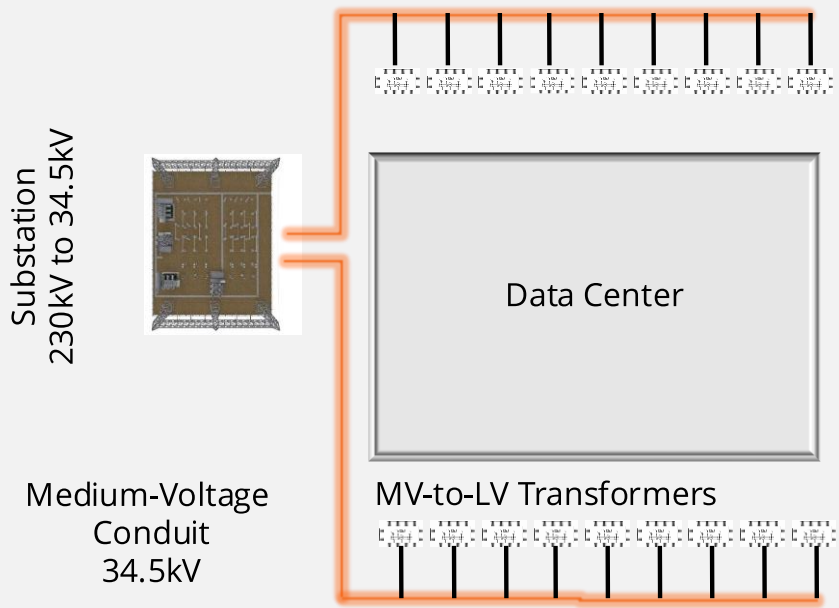 Substation
230kV to 34.5kV
Data Center
Medium-Voltage
Conduit
34.5kV
MV-to-LV Transformers